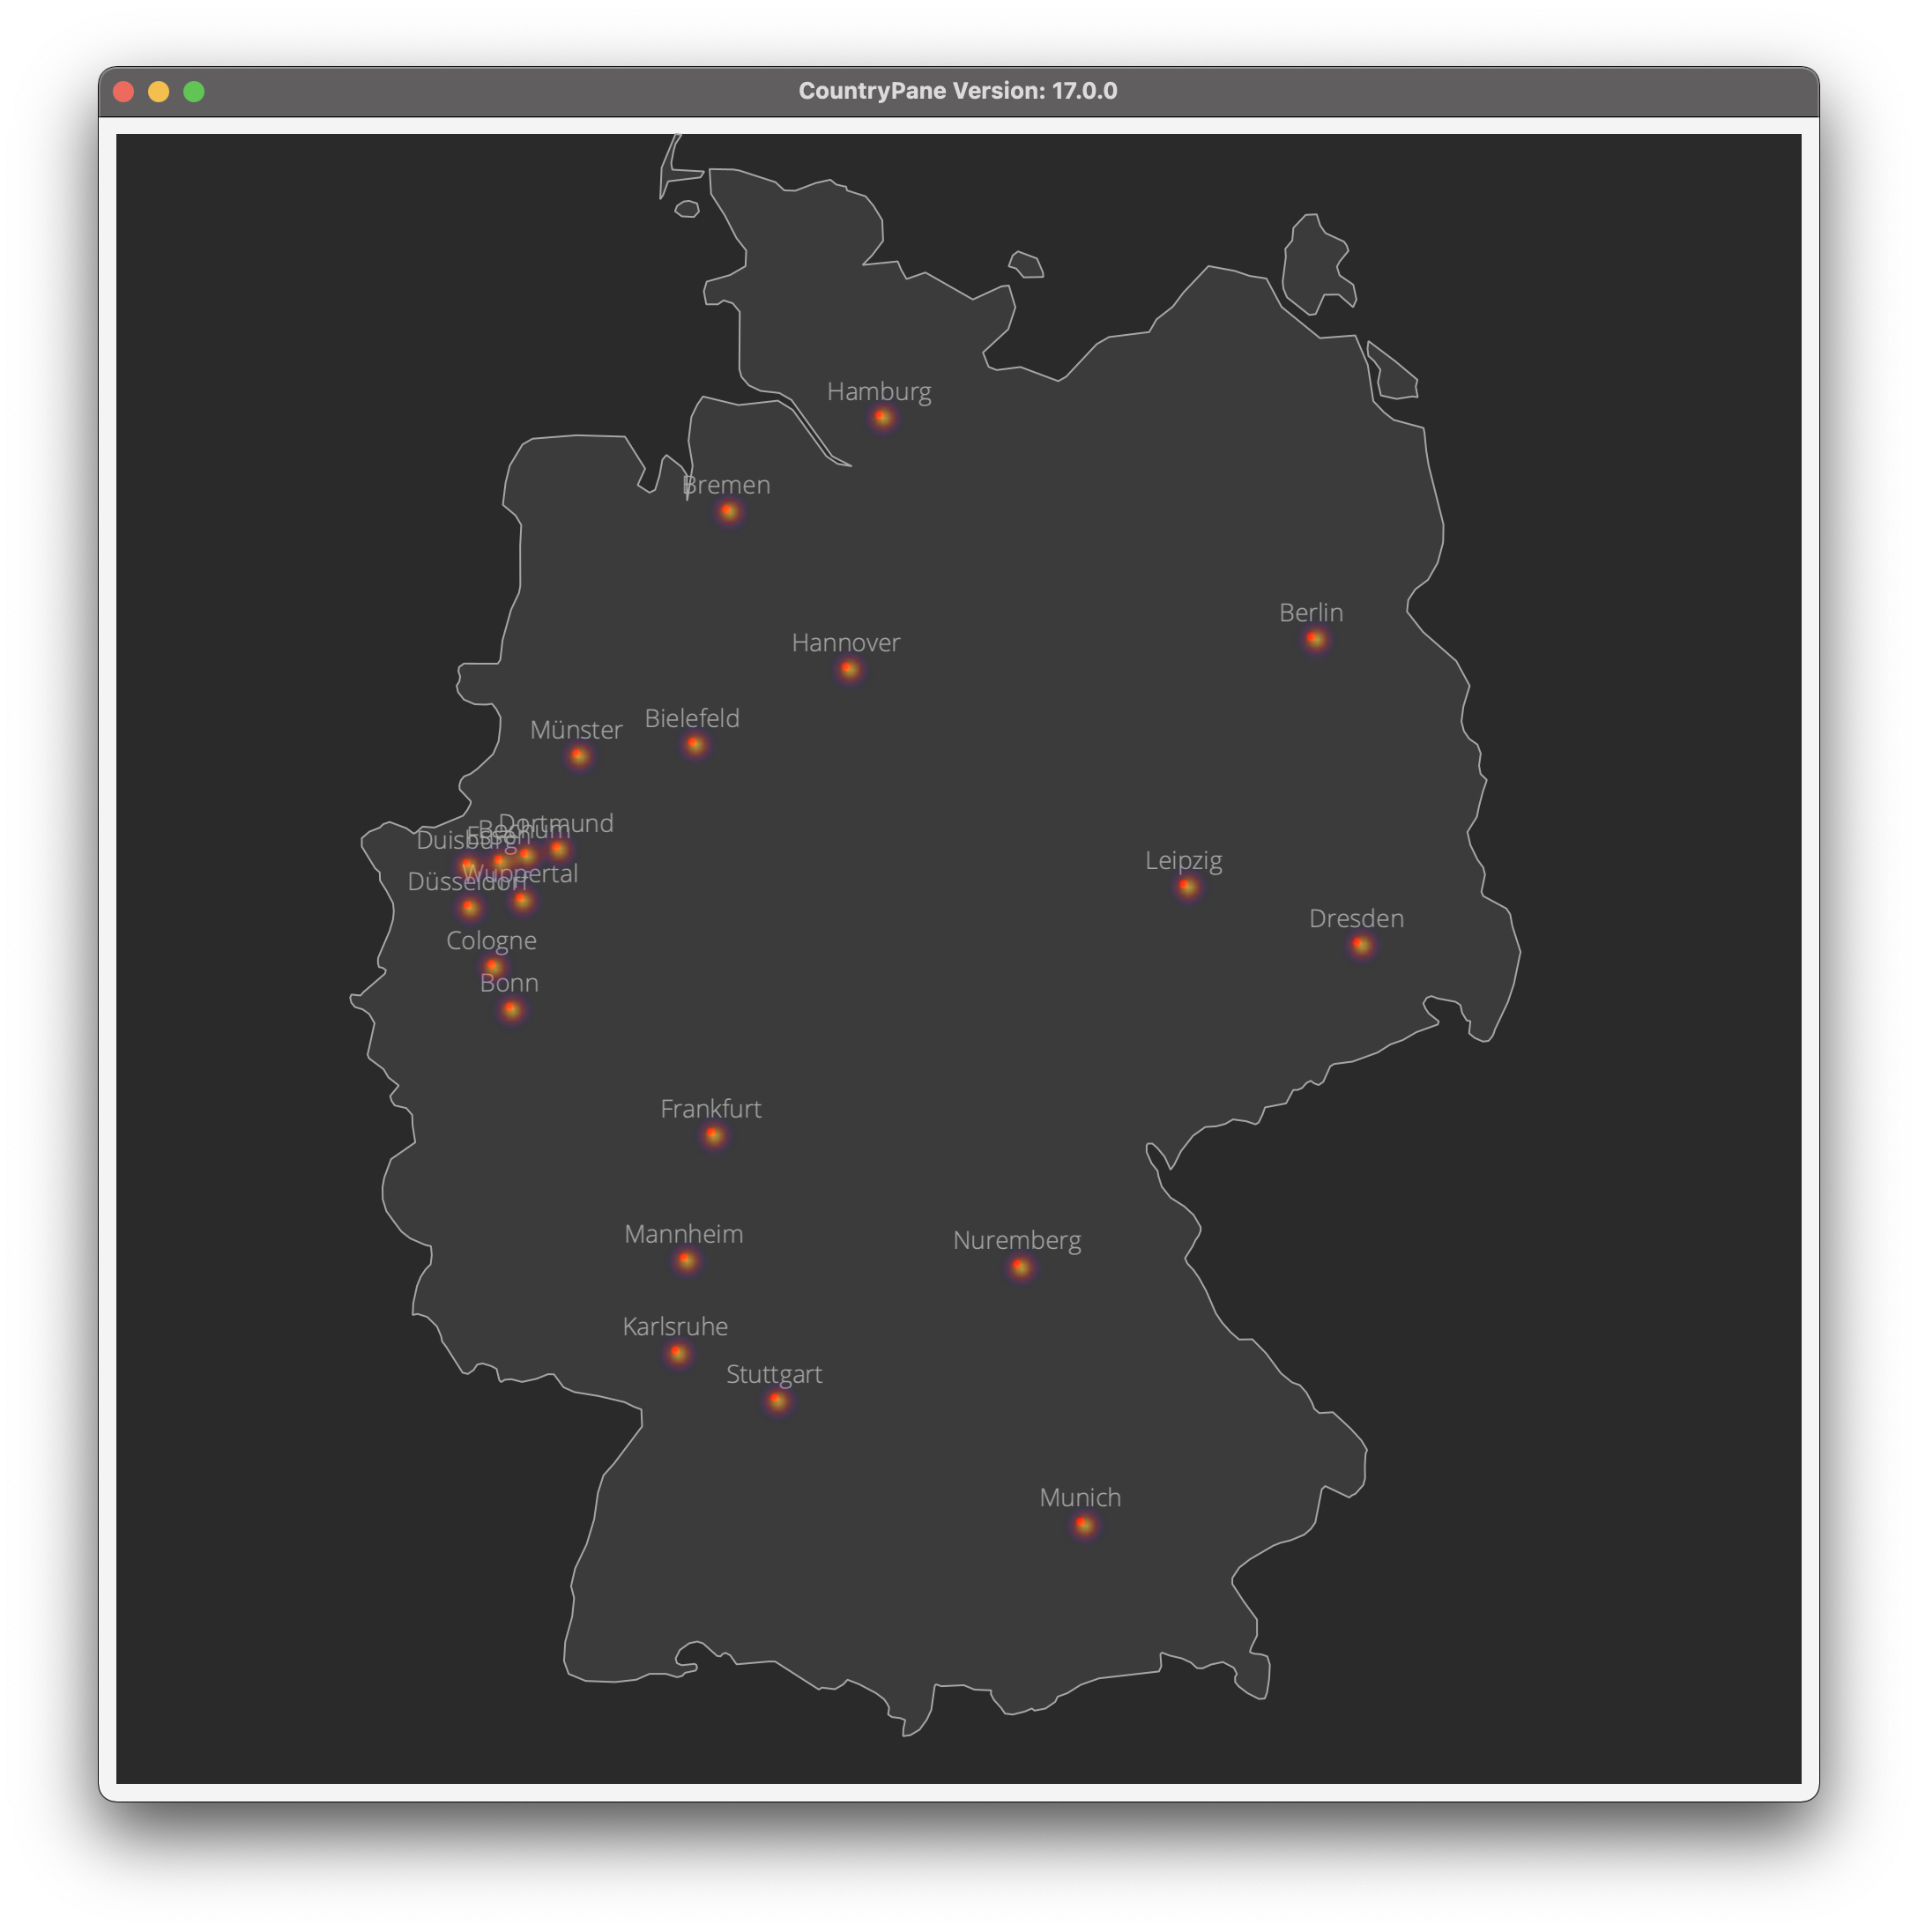 CountryPane Version: 17.0.0
Hamburg
Bremen
Berlin
Hannover
Bielefeld
Münster
Dortmund
Bochum
Essen
Duisburg
Wuppertal
Düsseldorf
Leipzig
Dresden
Cologne
Bonn
Frankfurt
Mannheim
Nuremberg
Karlsruhe
Stuttgart
Munich